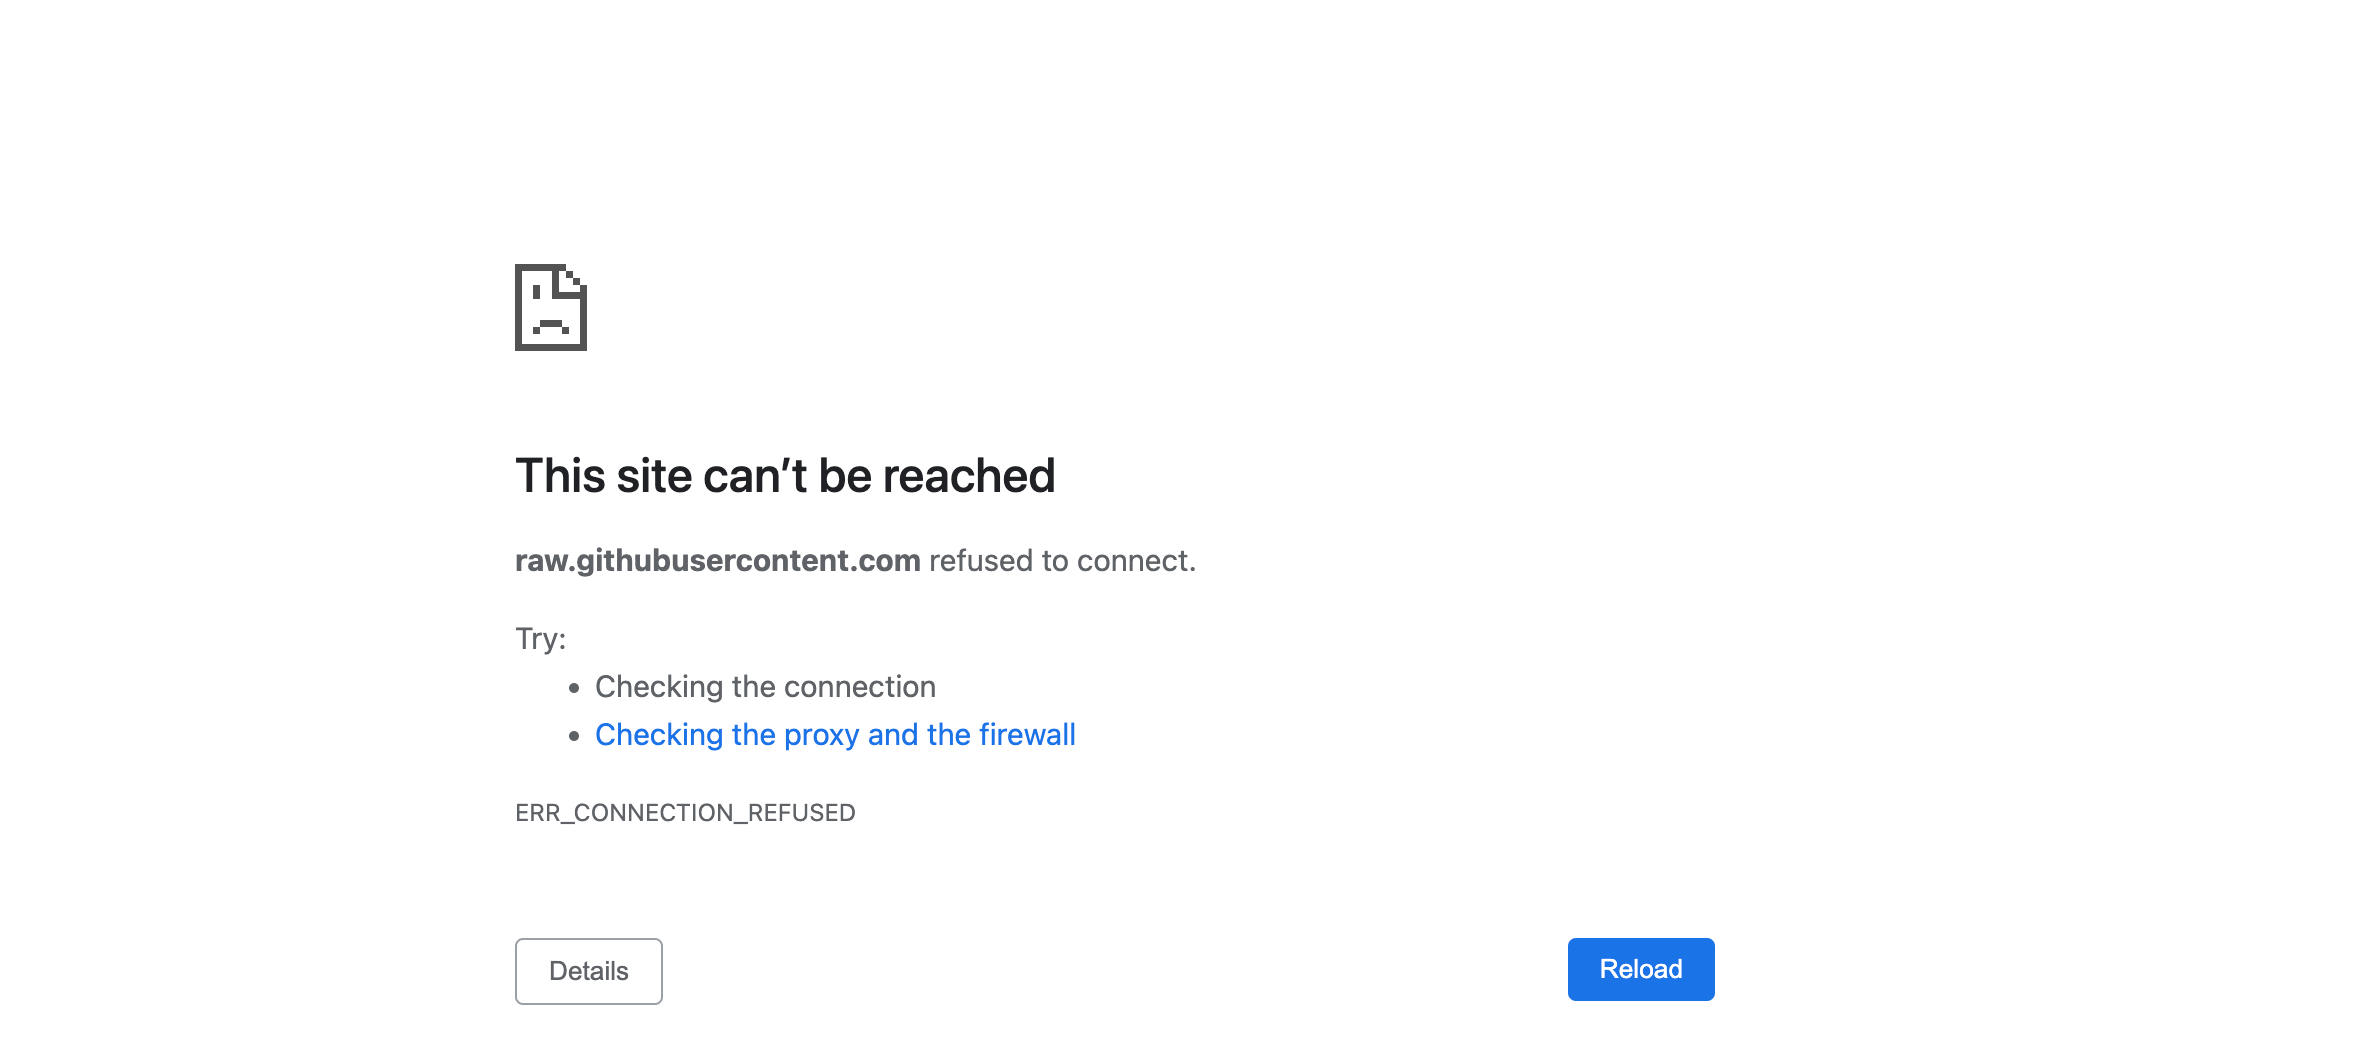 This site can’t be reached
raw.githubusercontent.com refused to connect.
Try:
• Checking the connection
• Checking the proxy and the firewall
ERR_CONNECTION_REFUSED
Details
Reload